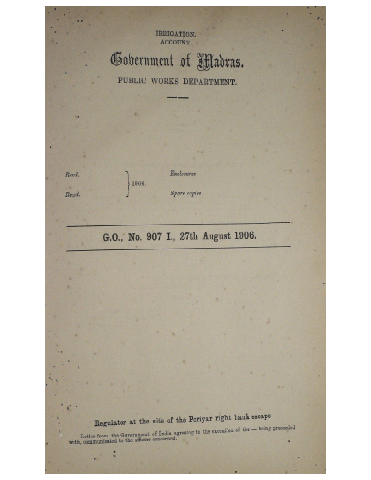 IRRIGATION.
ACCOUNT.
Government of Madras.
PUBLIC WORKS DEPARTMENT.
Recd.
Enclosures
} 1906.
Desd.
Spare copies
G.O., No. 907 I., 27th August 1906.
Regulator at the site of the Periyar right bank escape
Letter from the Government of India agreeing to the execution of the — being proceeded
with, communicated to the officers concerned.